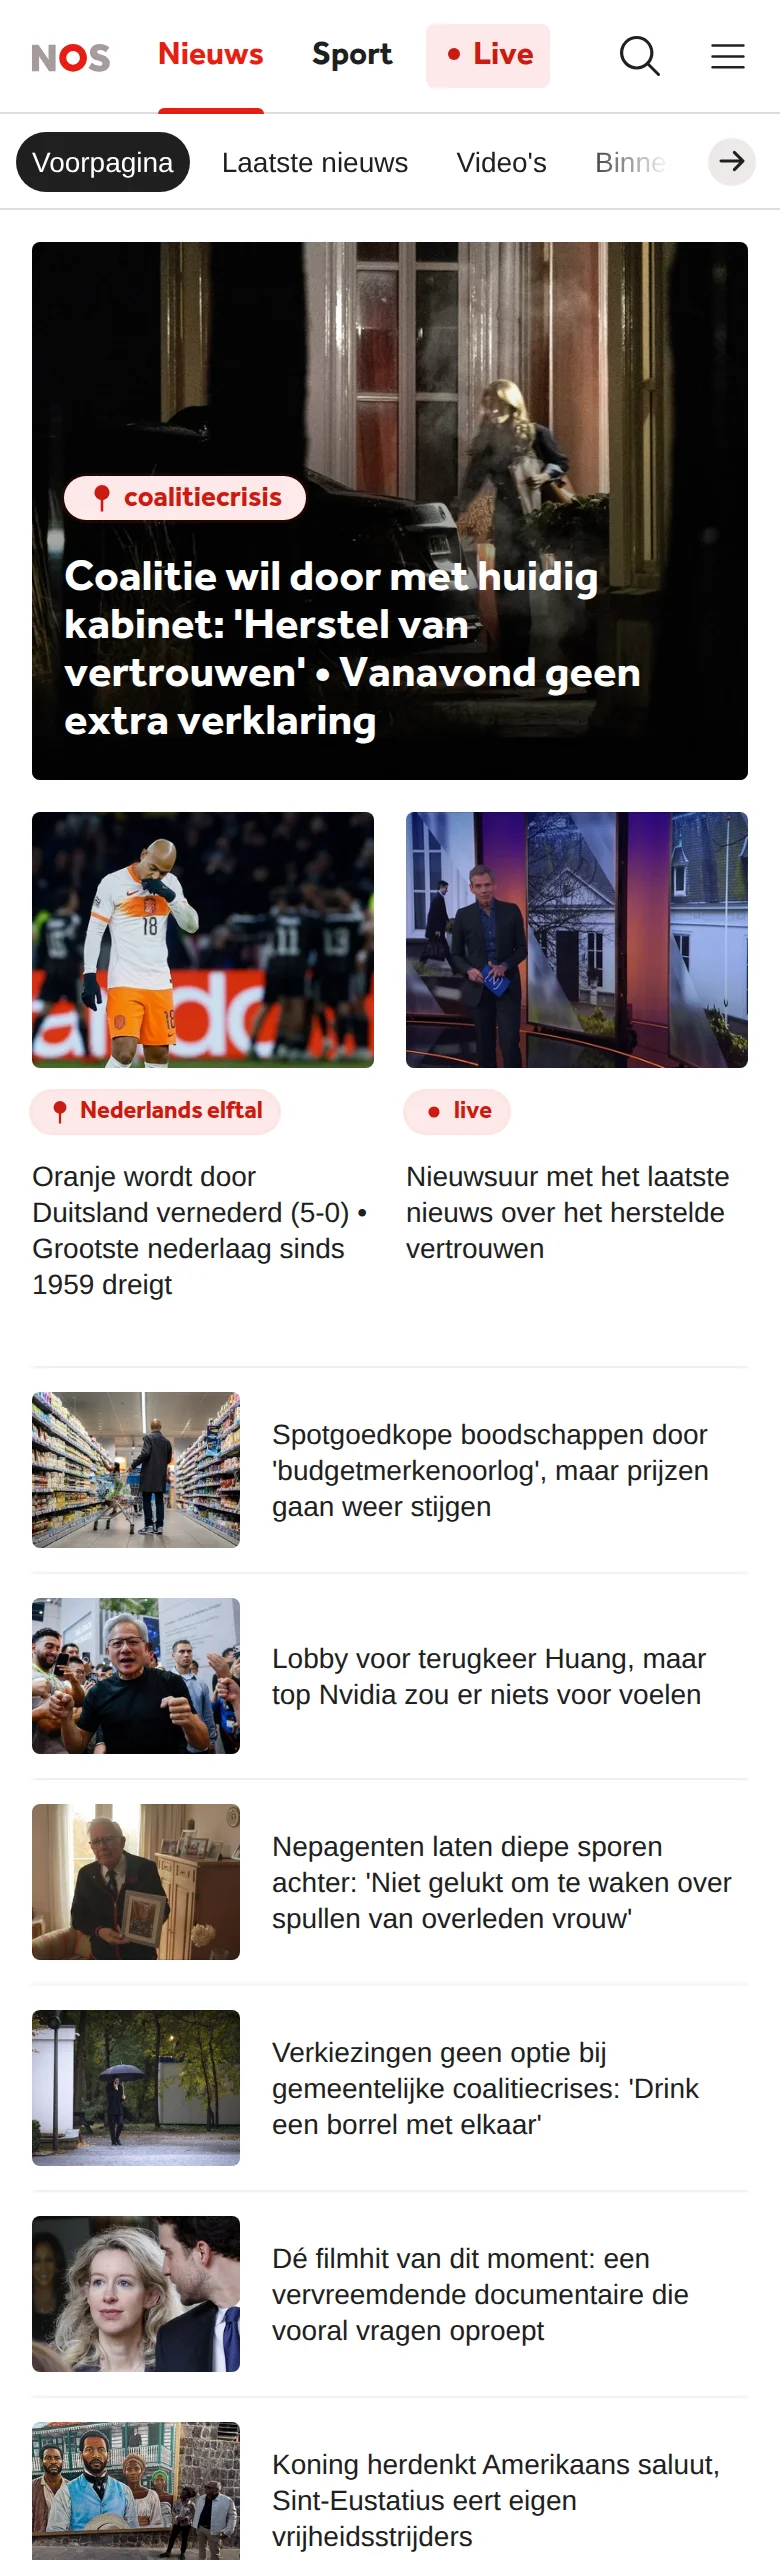 NOS
Nieuws
Sport
Live
Voorpagina
Laatste nieuws
Video's
Binne
coalitiecrisis
Coalitie wil door met huidig
kabinet: 'Herstel van
vertrouwen' • Vanavond geen
extra verklaring
18
18
Nederlands elftal
Oranje wordt door
Duitsland vernederd (5-0) •
Grootste nederlaag sinds
1959 dreigt
live
Nieuwsuur met het laatste
nieuws over het herstelde
vertrouwen
Spotgoedkope boodschappen door
'budgetmerkenoorlog', maar prijzen
gaan weer stijgen
Lobby voor terugkeer Huang, maar
top Nvidia zou er niets voor voelen
Nepagenten laten diepe sporen
achter: 'Niet gelukt om te waken over
spullen van overleden vrouw'
Verkiezingen geen optie bij
gemeentelijke coalitiecrises: 'Drink
een borrel met elkaar'
Dé filmhit van dit moment: een
vervreemdende documentaire die
vooral vragen oproept
Koning herdenkt Amerikaans saluut,
Sint-Eustatius eert eigen
vrijheidsstrijders